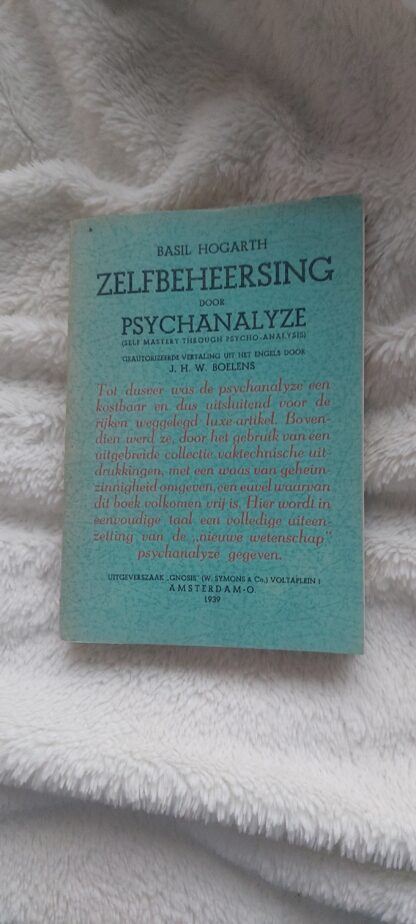 BASIL HOGARTH
ZELFBEHEERSING
DOOR
PSYCHANALYZE
(SELF MASTERY THROUGH PSYCHO-ANALYSIS)
GEAUTORIZEERDE VERTALING UIT HET ENGELS DOOR
J. H. W. BOELENS
Tot dusver was de psychanalyze een
kostbaar en dus uitsluitend voor de
rijken weggelegd luxe-artikel. Boven-
dien werd ze, door het gebruik van een
uitgebreide collectie vaktechnische uit-
drukkingen, met een waas van geheim-
zinnigheid omgeven, een euvel waarvan
dit boek volkomen vrij is. Hier wordt in
eenvoudige taal een volledige uiteen-
zetting van de „nieuwe wetenschap"
psychanalyze gegeven.
UITGEVERSZAAK „GNOSIS" (W. SYMONS & Co.) VOLTAPLEIN 1
AMSTERDAM-O.
1939